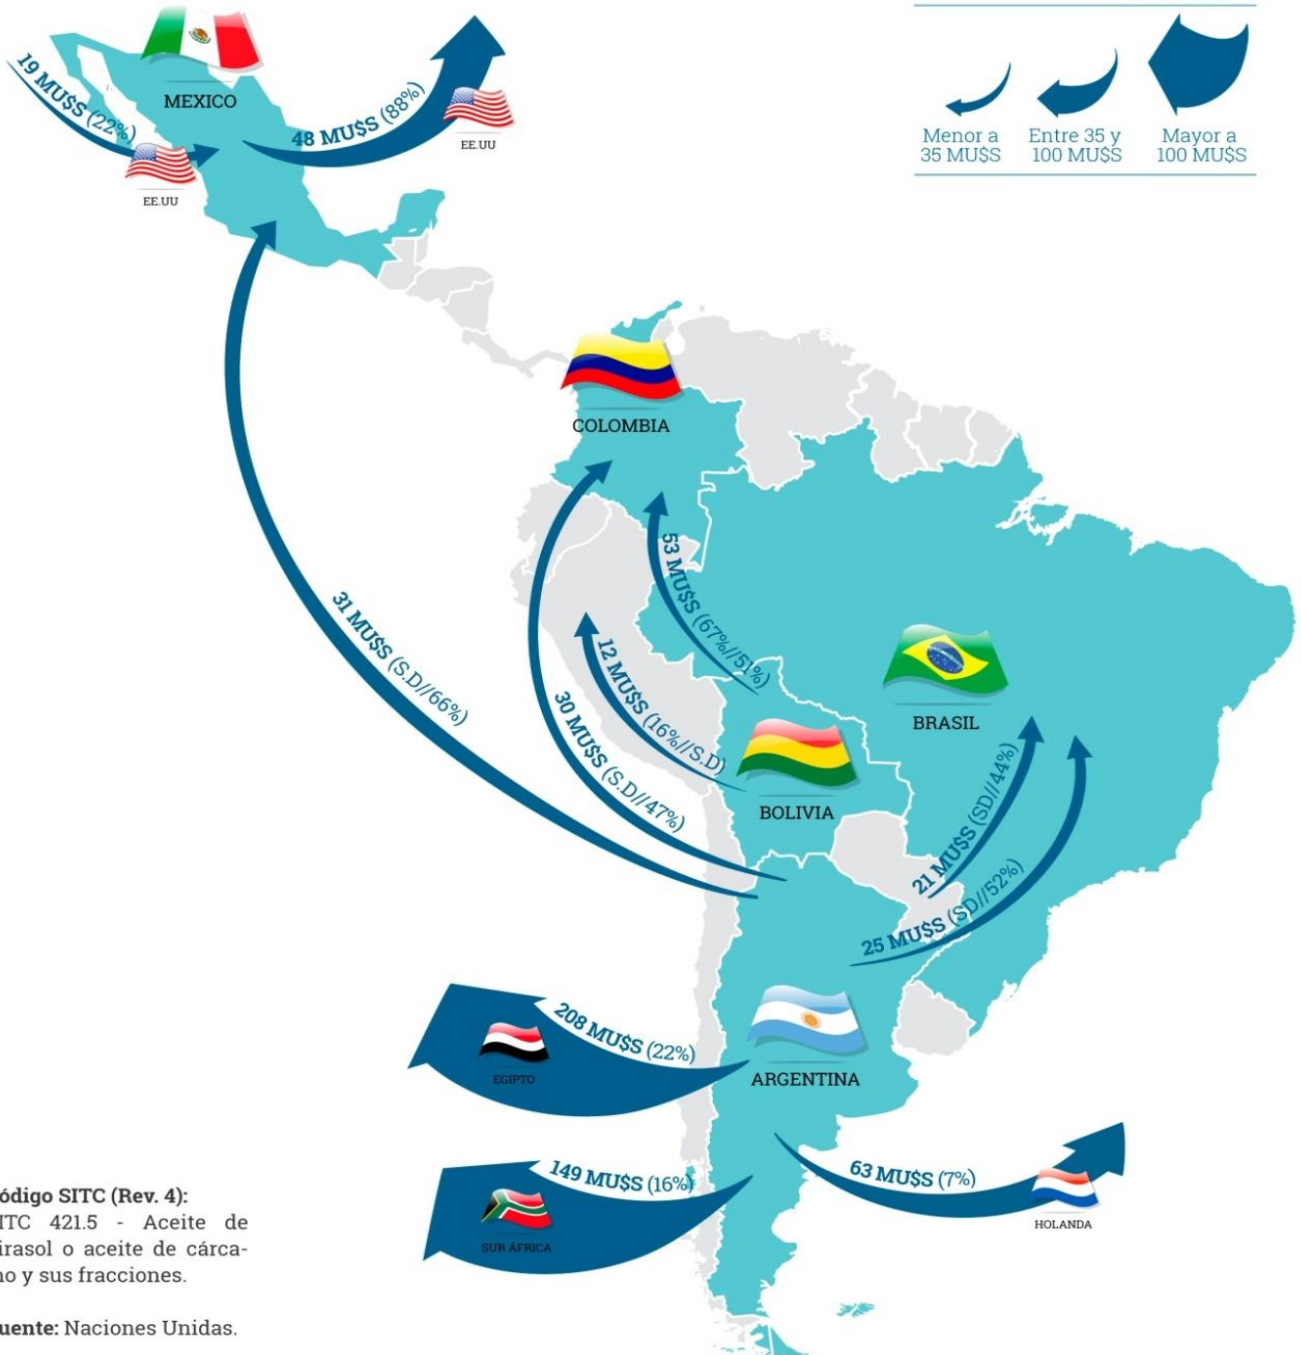 19 MU$S (22%)
MEXICO
48 MU$S (88%)
EE.UU
EE.UU
Menor a
35 MU$S
Entre 35 y
100 MU$S
Mayor a
100 MU$S
COLOMBIA
53 MU$S (67%//51%)
31 MU$S (S.D//66%)
12 MU$S (16%//S.D)
30 MU$S (S.D//47%)
BRASIL
BOLIVIA
21 MU$S (SD//44%)
25 MU$S (SD//52%)
208 MU$S (22%)
EGIPTO
ARGENTINA
149 MU$S (16%)
SUR ÁFRICA
63 MU$S (7%)
HOLANDA
ódigo SITC (Rev. 4):
ITC 421.5 - Aceite de
irasol o aceite de cárca-
no y sus fracciones.
uente: Naciones Unidas.